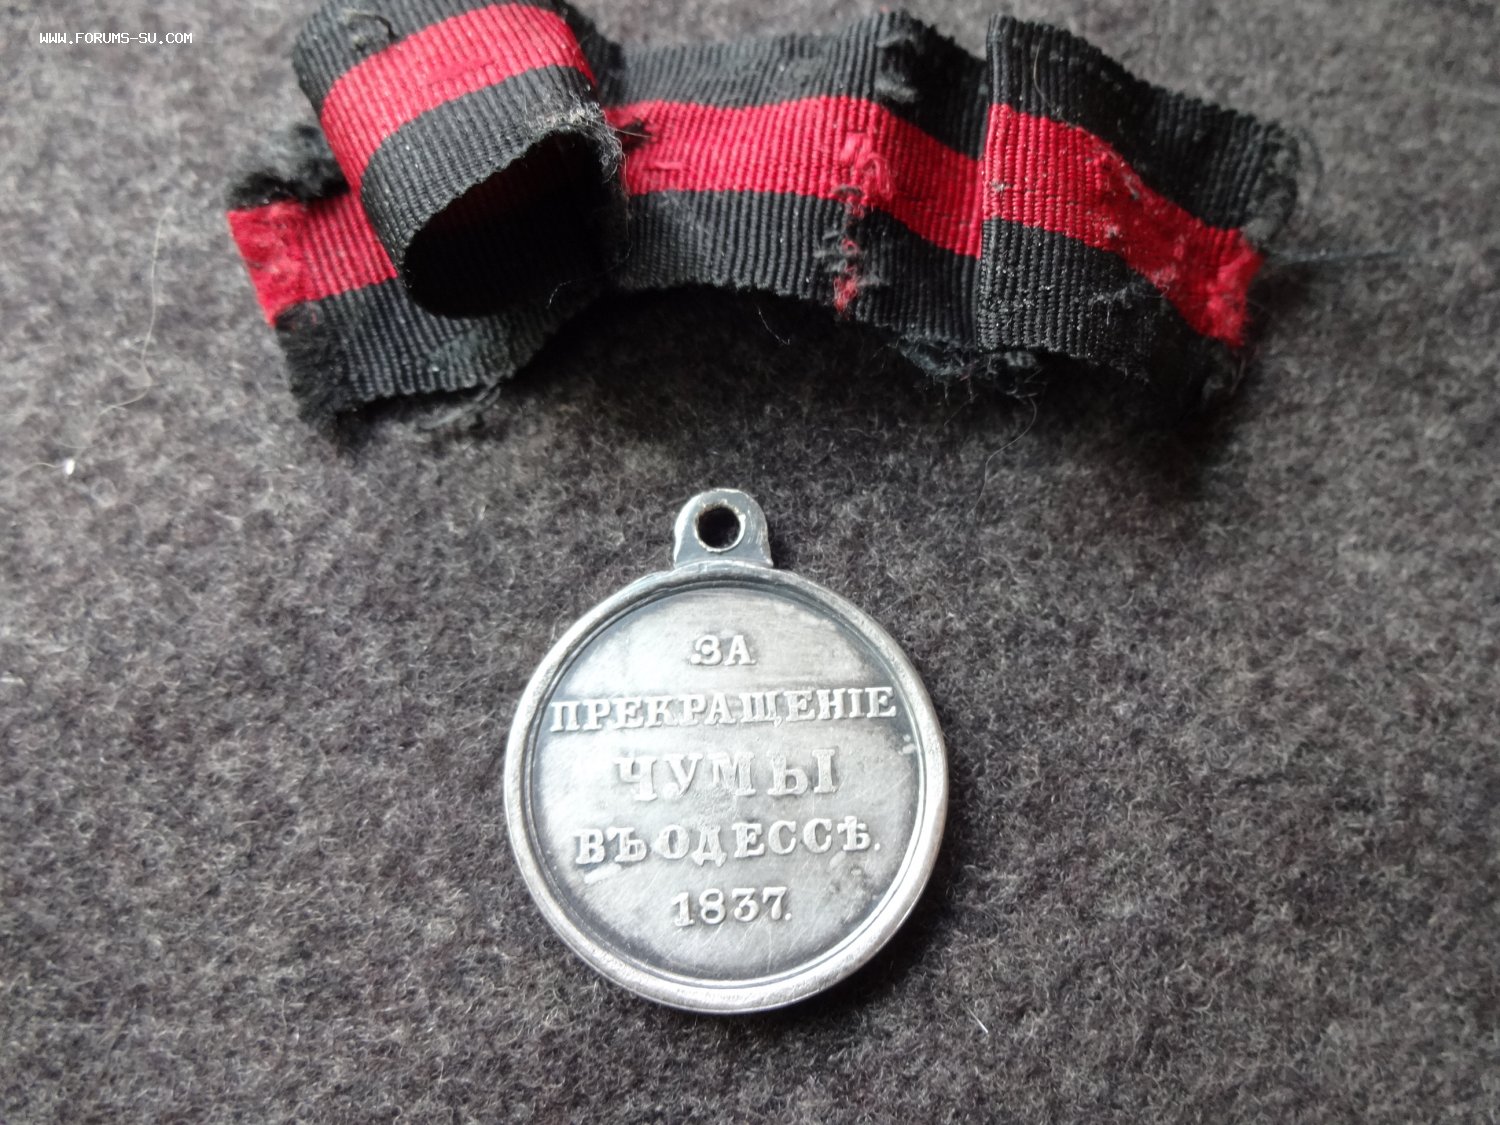 WWW.FORUMS-SU.COM
ЗА
ПРЕКРАЩЕНІЕ
ЧУМЫ
ВЪ ОДЕССѢ.
1837.